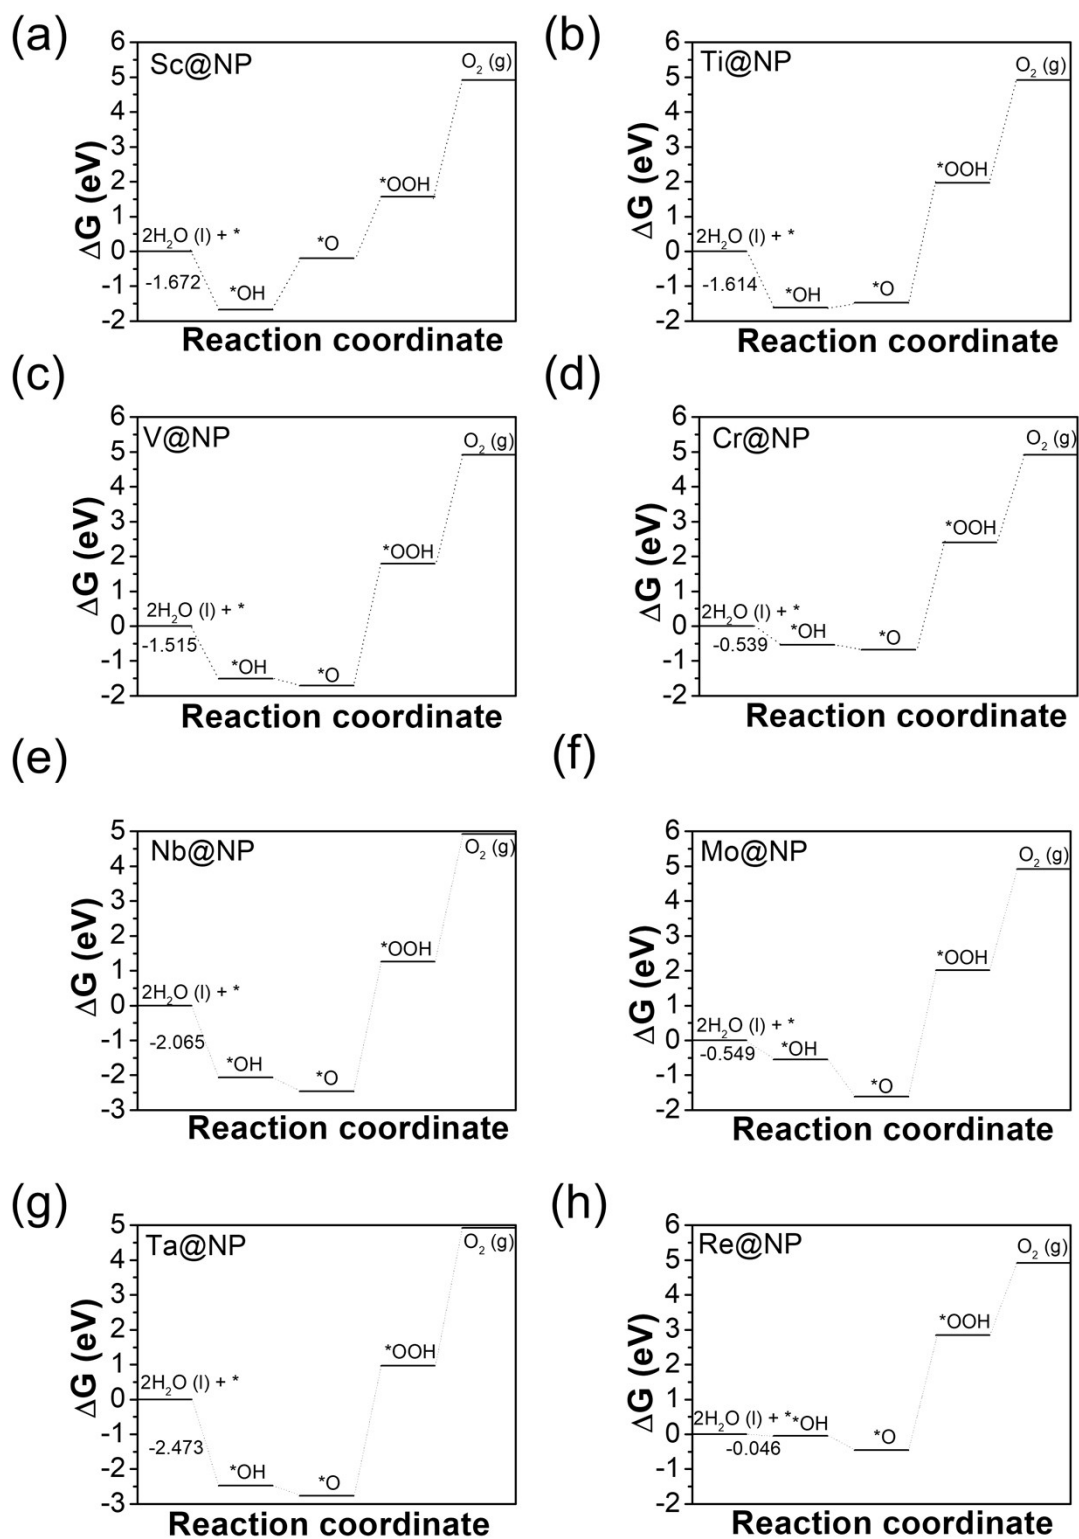 (a)
Sc@NP
6
5
4
3
2
1
0
-1
-2
ΔG (eV)
2H₂O (l) + *
-1.672
*OH
*O
*OOH
O₂ (g)
Reaction coordinate
(b)
Ti@NP
6
5
4
3
2
1
0
-1
-2
ΔG (eV)
2H₂O (l) + *
-1.614
*OH
*O
*OOH
O₂ (g)
Reaction coordinate
(c)
V@NP
6
5
4
3
2
1
0
-1
-2
ΔG (eV)
2H₂O (l) + *
-1.515
*OH
*O
*OOH
O₂ (g)
Reaction coordinate
(d)
Cr@NP
6
5
4
3
2
1
0
-1
-2
ΔG (eV)
2H₂O (l) + *
-0.539
*OH
*O
*OOH
O₂ (g)
Reaction coordinate
(e)
Nb@NP
5
4
3
2
1
0
-1
-2
-3
ΔG (eV)
2H₂O (l) + *
-2.065
*OH
*O
*OOH
O₂ (g)
Reaction coordinate
(f)
Mo@NP
6
5
4
3
2
1
0
-1
-2
ΔG (eV)
2H₂O (l) + *
-0.549
*OH
*O
*OOH
O₂ (g)
Reaction coordinate
(g)
Ta@NP
5
4
3
2
1
0
-1
-2
-3
ΔG (eV)
2H₂O (l) + *
-2.473
*OH
*O
*OOH
O₂ (g)
Reaction coordinate
(h)
Re@NP
6
5
4
3
2
1
0
-1
-2
ΔG (eV)
2H₂O (l) + *
-0.046
*OH
*O
*OOH
O₂ (g)
Reaction coordinate